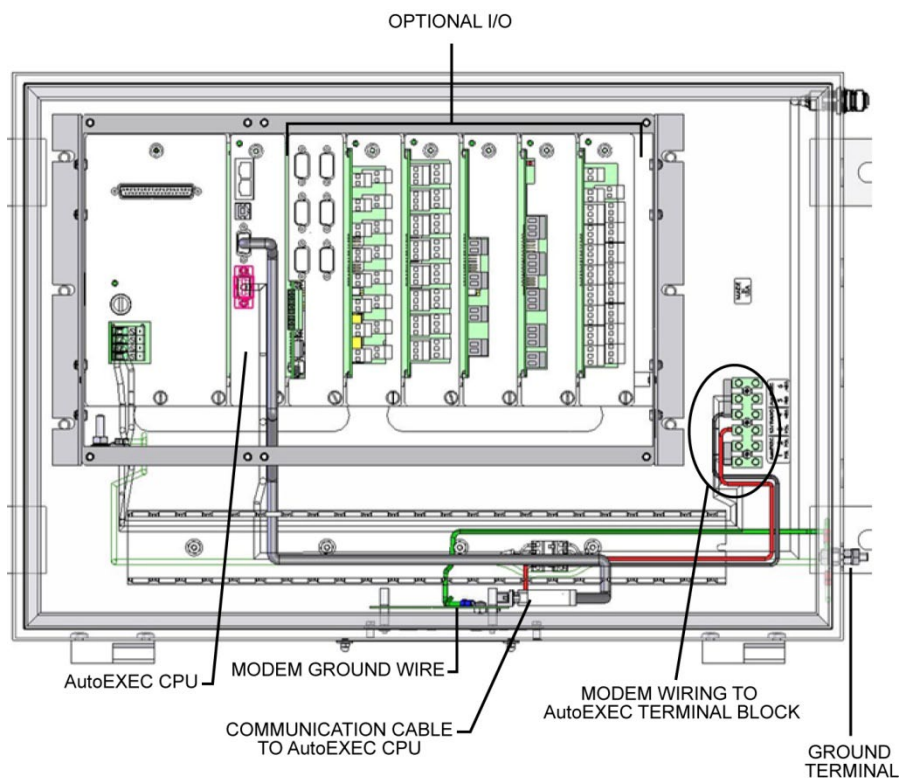 OPTIONAL I/O
AutoEXEC CPU
MODEM GROUND WIRE
COMMUNICATION CABLE
TO AutoEXEC CPU
MODEM WIRING TO
AutoEXEC TERMINAL BLOCK
GROUND
TERMINAL